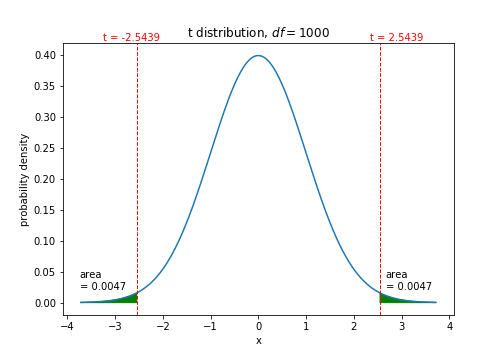 t = -2.5439
t distribution, df = 1000
t = 2.5439
probability density
0.40
0.35
0.30
0.25
0.20
0.15
0.10
0.05
0.00
area
= 0.0047
area
= 0.0047
−4
−3
−2
−1
0
1
2
3
4
x